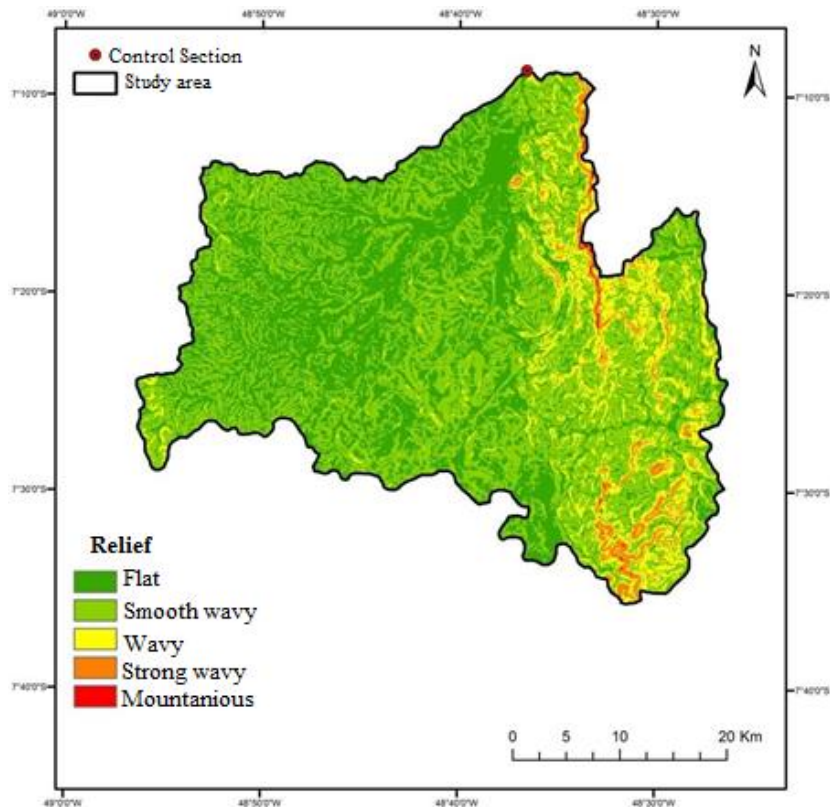 49°0'0"W 48°50'0"W 48°40'0"W 48°30'0"W
Control Section
Study area
N
7°10'0"S 7°10'0"S
7°20'0"S 7°20'0"S
7°30'0"S 7°30'0"S
Relief
Flat
Smooth wavy
Wavy
Strong wavy
Mountanious
7°40'0"S 7°40'0"S
0 5 10 20 Km
49°0'0"W 48°50'0"W 48°40'0"W 48°30'0"W